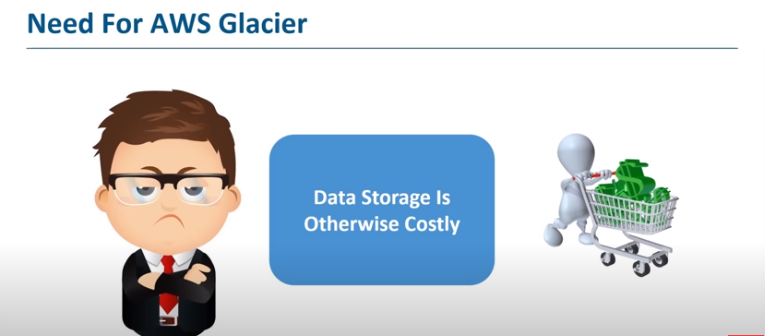 Need For AWS Glacier
Data Storage Is
Otherwise Costly